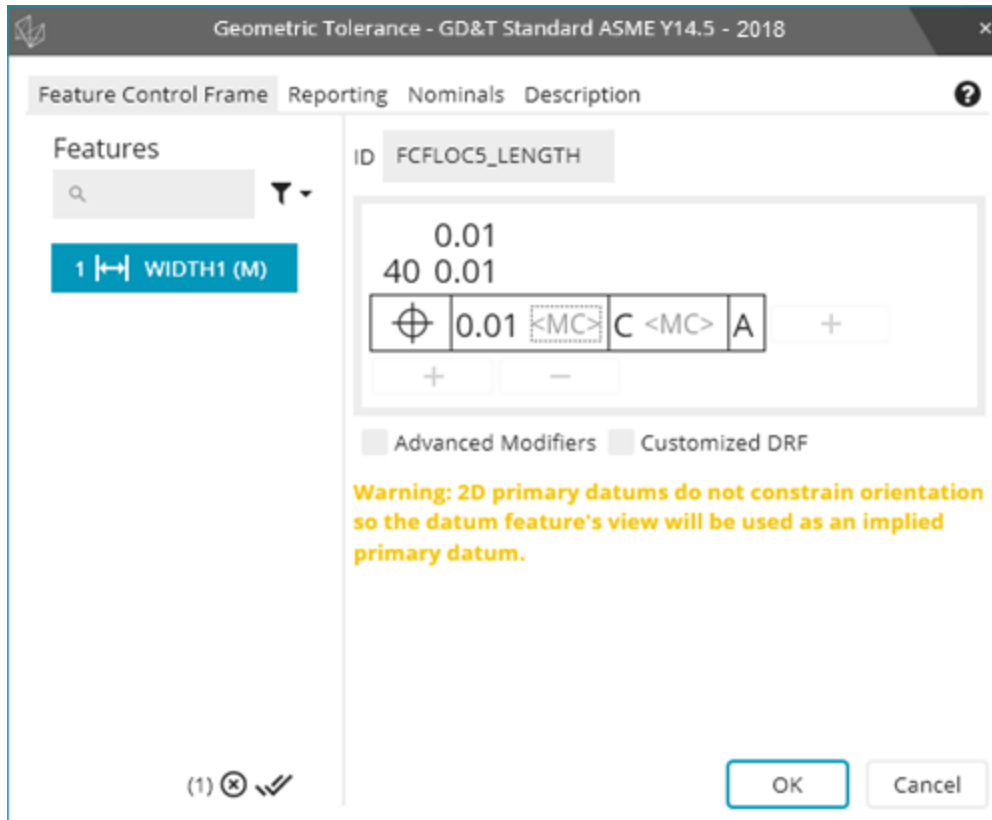 Geometric Tolerance - GD&T Standard ASME Y14.5 - 2018
Feature Control Frame Reporting Nominals Description
Features
1 WIDTH1 (M)
(1)
ID FCFLOC5_LENGTH
0.01
40 0.01
0.01 <MC> C <MC> A
Advanced Modifiers Customized DRF
Warning: 2D primary datums do not constrain orientation
so the datum feature's view will be used as an implied
primary datum.
OK Cancel